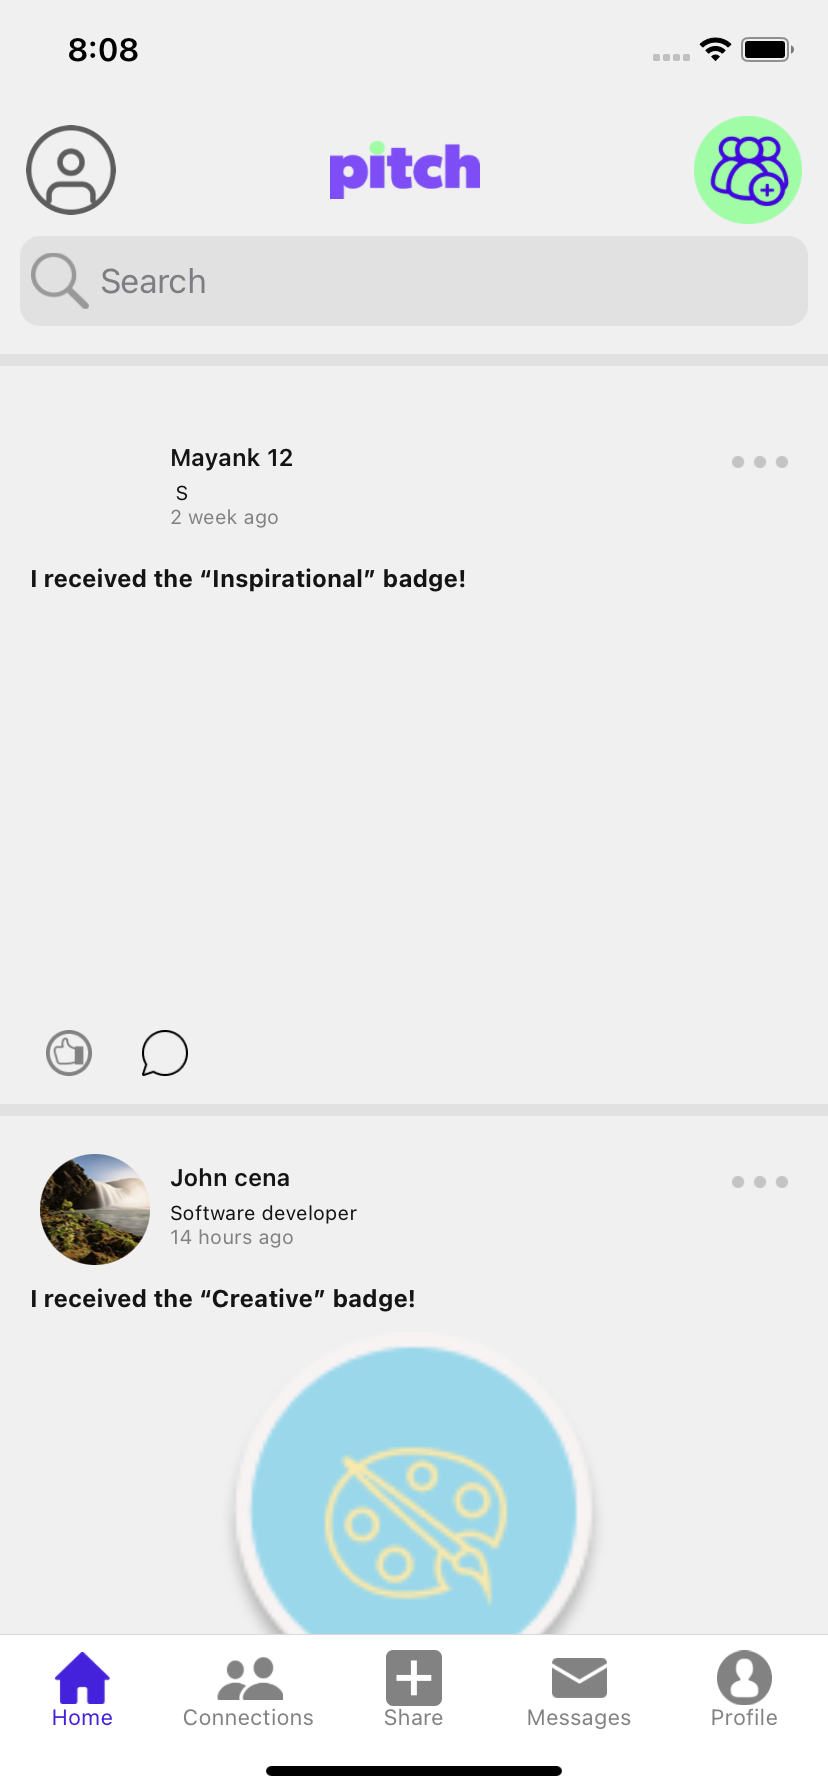 8:08
pitch
Search
Mayank 12
S
2 week ago
I received the “Inspirational” badge!
John cena
Software developer
14 hours ago
I received the “Creative” badge!
Home
Connections
Share
Messages
Profile